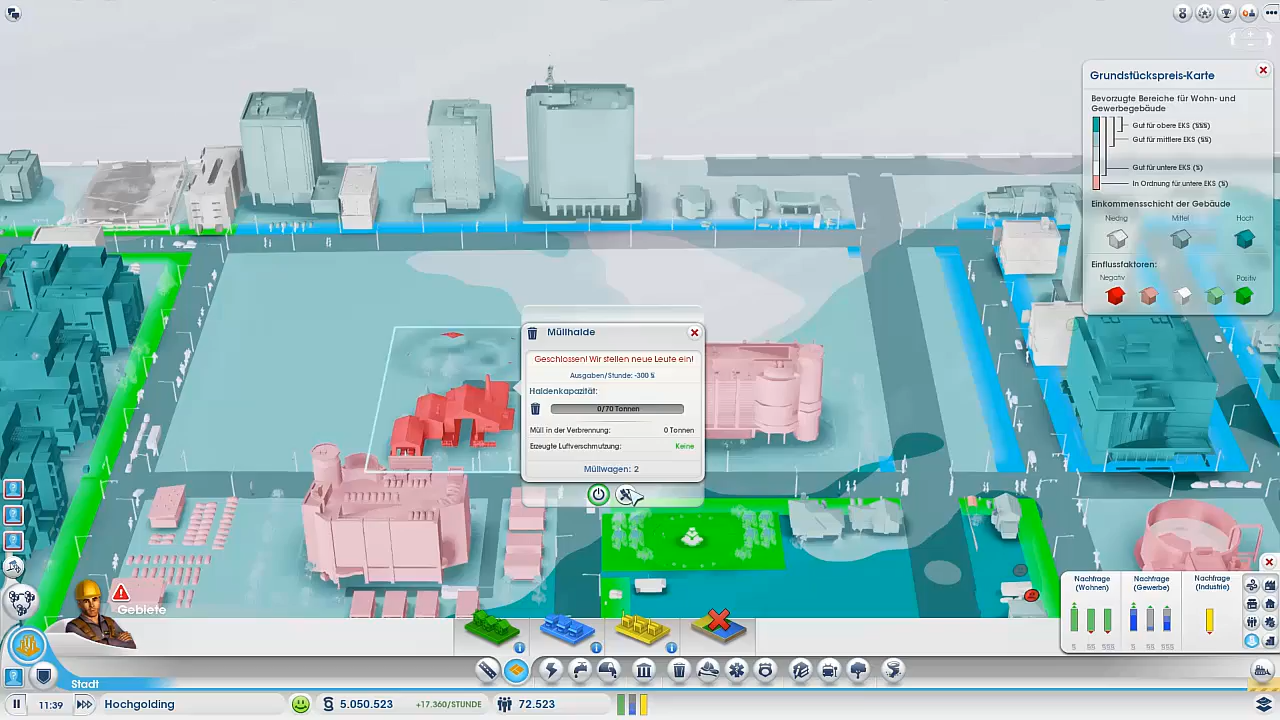 Grundstückspreis-Karte
Bevorzugte Bereiche für Wohn- und
Gewerbegebäude
Gut für obere EKS (§§§)
Gut für mittlere EKS (§§)
Gut für untere EKS (§)
In Ordnung für untere EKS (§)
Einkommensschicht der Gebäude
Niedrig
Mittel
Hoch
Einflussfaktoren:
Negativ
Positiv
Müllhalde
Geschlossen! Wir stellen neue Leute ein!
Ausgaben/Stunde: -300 §
Haldenkapazität:
0/70 Tonnen
Müll in der Verbrennung: 0 Tonnen
Erzeugte Luftverschmutzung: Keine
Müllwagen: 2
Nachfrage
(Wohnen)
Nachfrage
(Gewerbe)
Nachfrage
(Industrie)
§ §§ §§§
§ §§ §§§
Gebiete
Stadt
11:39
Hochgolding
5.050.523
+17.360/STUNDE
72.523